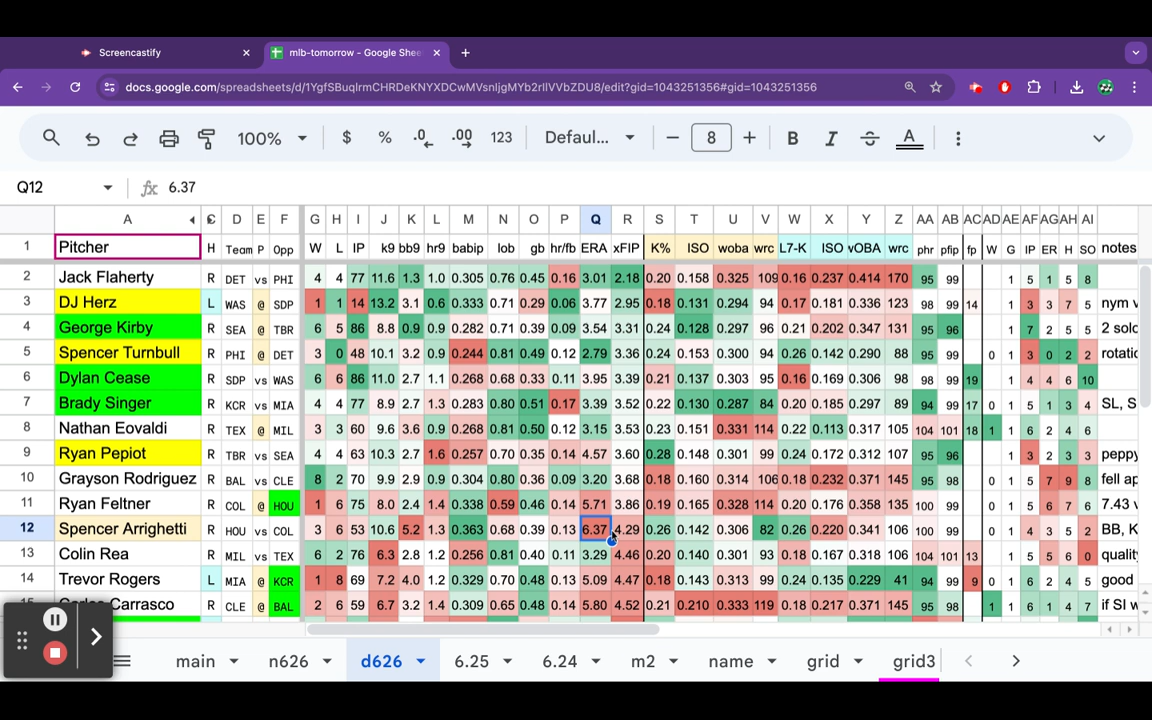 Screencastify
mlb-tomorrow - Google Shee
docs.google.com/spreadsheets/d/1YgfSBuqlrmCHRDeKNYXDCwMVsnljgMYb2rIIVVbZDU8/edit?gid=1043251356#gid=1043251356
100% $ % .0 .00 123 Defaul... 8 B I A
Q12 fx 6.37
A C D E F G H I J K L M N O P Q R S T U V W X Y Z AA AB AC AD AE AF AG AH AI
1 Pitcher H Team P Opp W L IP k9 bb9 hr9 babip lob gb hr/fb ERA xFIP K% ISO woba wrc L7-K ISO vOBA wrc phr pfip fp W G IP ER H SO notes
2 Jack Flaherty R DET vs PHI 4 4 77 11.6 1.3 1.0 0.305 0.76 0.45 0.16 3.01 2.18 0.20 0.158 0.325 109 0.16 0.237 0.414 170 95 99 1 5 1 5 8
3 DJ Herz L WAS @ SDP 1 1 14 13.2 3.1 0.6 0.333 0.71 0.29 0.06 3.77 2.95 0.18 0.131 0.294 94 0.17 0.181 0.336 123 98 99 14 1 3 3 7 5 nym v
4 George Kirby R SEA @ TBR 6 5 86 8.8 0.9 0.9 0.282 0.71 0.39 0.09 3.54 3.31 0.24 0.128 0.297 96 0.21 0.202 0.347 131 95 96 1 7 2 5 5 2 solo
5 Spencer Turnbull R PHI @ DET 3 0 48 10.1 3.2 0.9 0.244 0.81 0.49 0.12 2.79 3.36 0.24 0.153 0.300 94 0.26 0.142 0.290 88 95 99 0 1 3 0 2 2 rotatio
6 Dylan Cease R SDP vs WAS 6 6 86 11.0 2.7 1.1 0.268 0.68 0.33 0.11 3.95 3.39 0.21 0.137 0.303 95 0.16 0.169 0.306 98 98 99 19 1 4 4 6 10
7 Brady Singer R KCR vs MIA 4 4 77 8.9 2.7 1.3 0.283 0.80 0.51 0.17 3.39 3.52 0.22 0.130 0.287 84 0.20 0.185 0.297 89 94 99 17 0 1 5 1 3 4 SL, S
8 Nathan Eovaldi R TEX @ MIL 3 3 60 9.6 3.6 0.9 0.268 0.81 0.50 0.12 3.15 3.53 0.23 0.151 0.331 114 0.22 0.113 0.317 105 104 101 18 1 1 6 2 4 6
9 Ryan Pepiot R TBR vs SEA 4 4 63 10.3 2.7 1.6 0.257 0.70 0.35 0.14 4.57 3.60 0.28 0.148 0.301 99 0.24 0.172 0.312 107 95 96 1 3 2 3 3 peppy
10 Grayson Rodriguez R BAL vs CLE 8 2 70 9.9 2.9 0.9 0.304 0.80 0.36 0.09 3.20 3.68 0.18 0.160 0.314 106 0.18 0.232 0.371 145 95 98 1 5 7 9 8 fell ap
11 Ryan Feltner R COL @ HOU 1 6 75 8.0 2.4 1.4 0.338 0.59 0.46 0.14 5.71 3.86 0.19 0.165 0.328 114 0.20 0.216 0.358 135 100 99 1 5 6 7 6 7.43 v
12 Spencer Arrighetti R HOU vs COL 3 6 53 10.6 5.2 1.3 0.363 0.68 0.39 0.13 6.37 4.29 0.26 0.142 0.306 82 0.26 0.220 0.341 106 100 99 1 4 3 5 2 BB, K
13 Colin Rea R MIL vs TEX 6 2 76 6.3 2.8 1.2 0.256 0.81 0.40 0.11 3.29 4.46 0.20 0.140 0.301 93 0.18 0.167 0.318 106 104 101 13 1 5 5 6 0 quality
14 Trevor Rogers L MIA @ KCR 1 8 69 7.2 4.0 1.2 0.329 0.70 0.48 0.13 5.09 4.47 0.18 0.143 0.313 99 0.24 0.135 0.229 41 94 99 9 0 1 6 2 4 5 good
15 Carlos Carrasco R CLE @ BAL 2 6 59 6.7 3.2 1.4 0.309 0.65 0.48 0.14 5.80 4.52 0.21 0.210 0.333 119 0.18 0.217 0.371 145 95 98 1 1 6 1 4 7 if SI w
main n626 d626 6.25 6.24 m2 name grid grid3